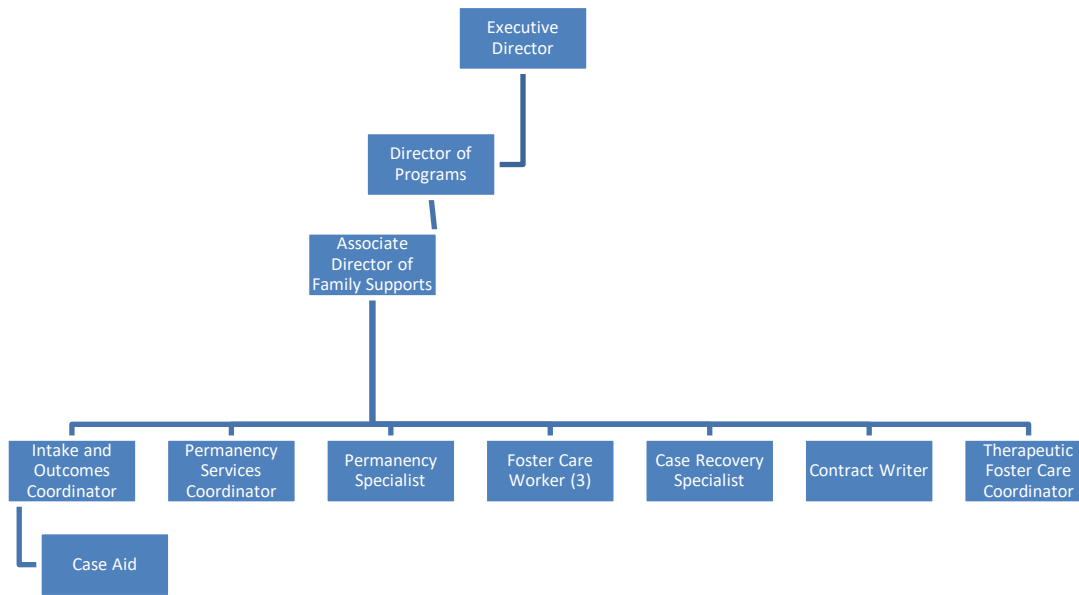 Executive
Director
Director of
Programs
Associate
Director of
Family Supports
Intake and
Outcomes
Coordinator
Permanency
Services
Coordinator
Permanency
Specialist
Foster Care
Worker (3)
Case Recovery
Specialist
Contract Writer
Therapeutic
Foster Care
Coordinator
Case Aid